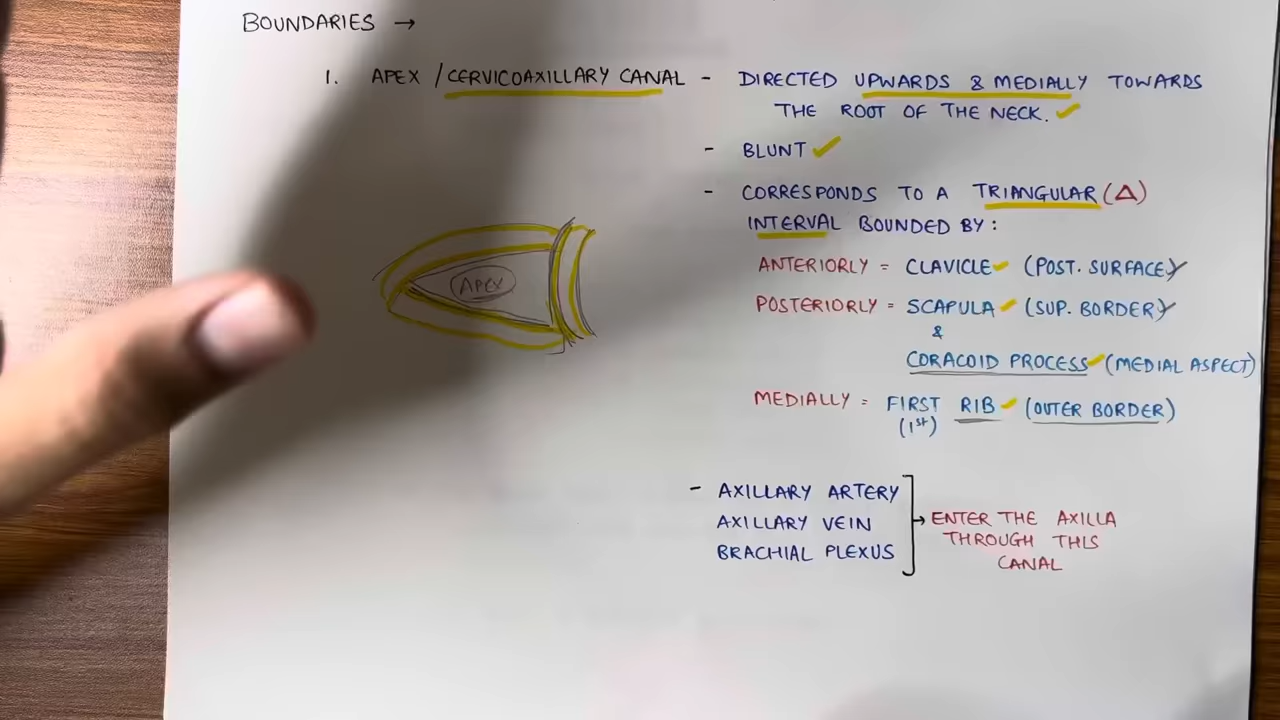 BOUNDARIES →
1. APEX / CERVICOAXILLARY CANAL - DIRECTED UPWARDS & MEDIALLY TOWARDS
THE ROOT OF THE NECK.
- BLUNT
- CORRESPONDS TO A TRIANGULAR (Δ)
INTERVAL BOUNDED BY:
ANTERIORLY = CLAVICLE (POST. SURFACE)
POSTERIORLY = SCAPULA (SUP. BORDER)
&
CORACOID PROCESS (MEDIAL ASPECT)
MEDIALLY = FIRST RIB (OUTER BORDER)
(1st)
APEX
- AXILLARY ARTERY
AXILLARY VEIN
BRACHIAL PLEXUS
→ ENTER THE AXILLA
THROUGH THIS
CANAL